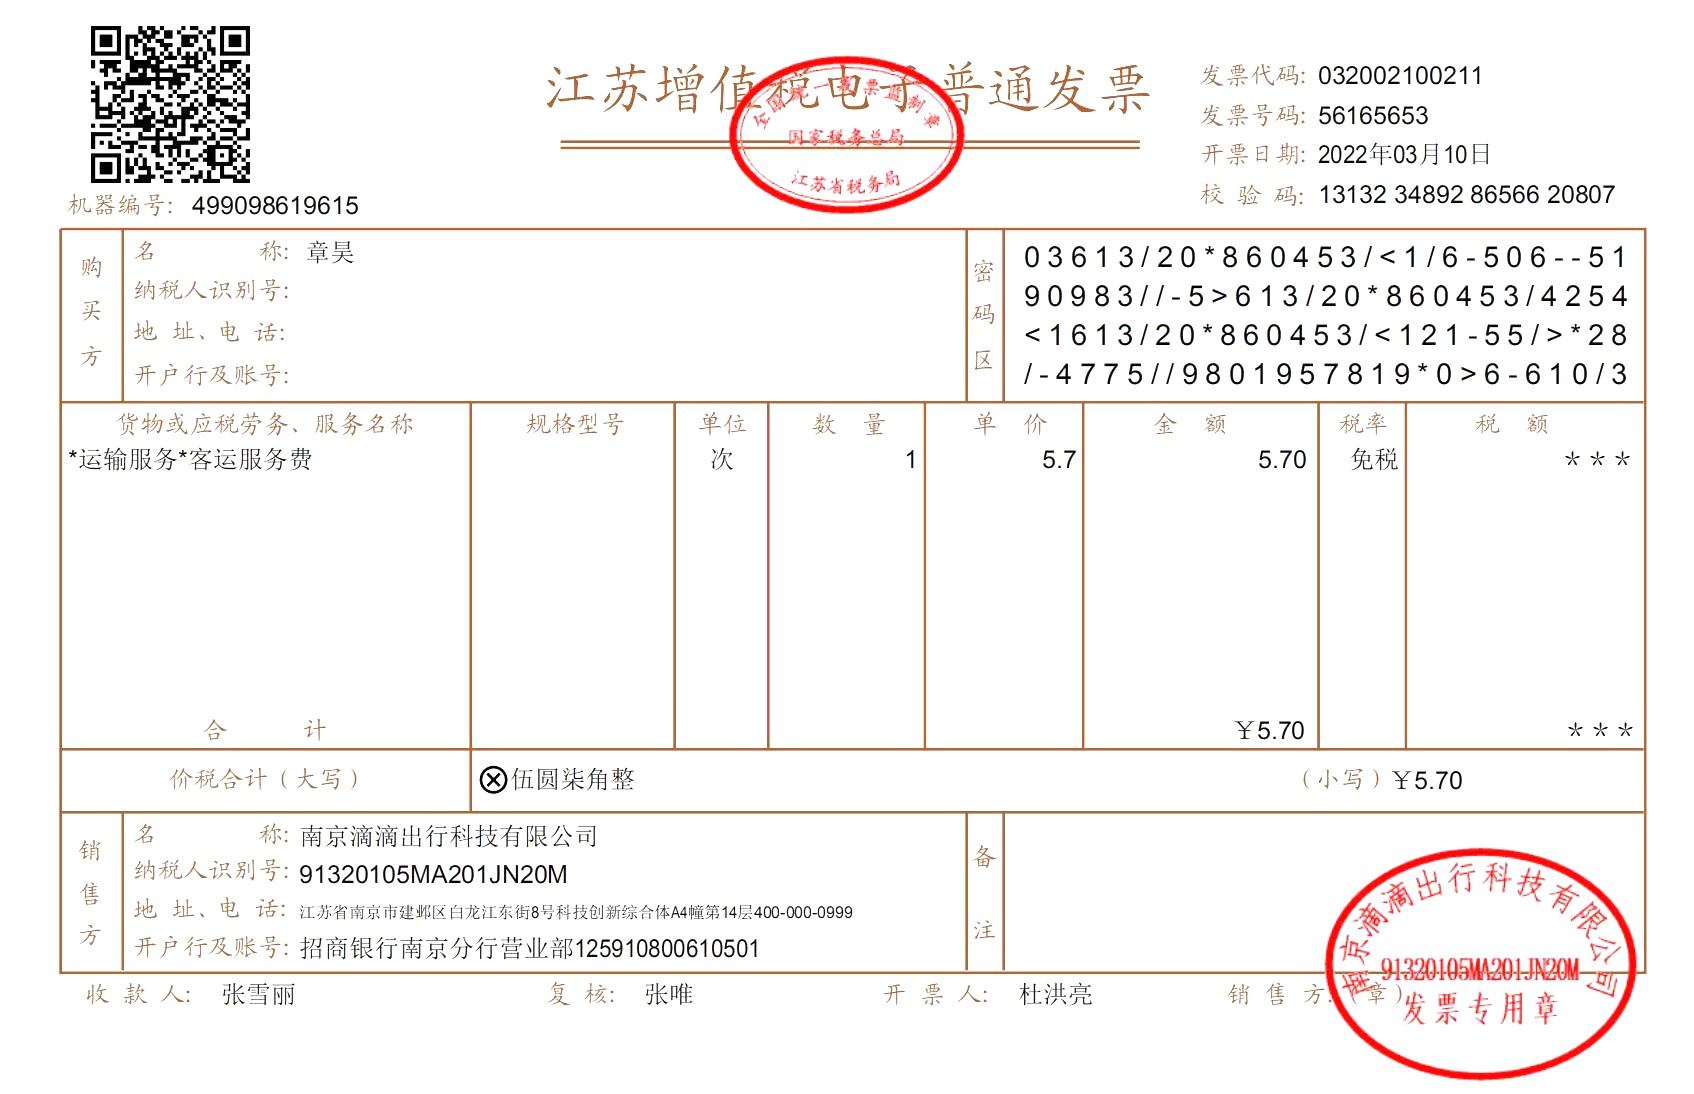 江苏增值税电子普通发票
全国统一发票监制章
国家税务总局
江苏省税务局
发票代码: 032002100211
发票号码: 56165653
开票日期: 2022年03月10日
校 验 码: 13132 34892 86566 20807
机器编号: 499098619615
购买方
名 称: 章昊
纳税人识别号:
地 址、电 话:
开户行及账号:
密码区
03613/20*860453/<1/6-506--51
90983//-5>613/20*860453/4254
<1613/20*860453/<121-55/>*28
/-4775//9801957819*0>6-610/3
货物或应税劳务、服务名称 规格型号 单位 数 量 单 价 金 额 税率 税 额
*运输服务*客运服务费 次 1 5.7 5.70 免税 ***
合 计 ￥5.70 ***
价税合计（大写） ⊗伍圆柒角整 （小写）￥5.70
销售方
名 称: 南京滴滴出行科技有限公司
纳税人识别号: 91320105MA201JN20M
地 址、电 话: 江苏省南京市建邺区白龙江东街8号科技创新综合体A4幢第14层400-000-0999
开户行及账号: 招商银行南京分行营业部125910800610501
备注
收 款 人: 张雪丽 复 核: 张唯 开 票 人: 杜洪亮 销 售 方:（章）
南京滴滴出行科技有限公司
91320105MA201JN20M
发票专用章